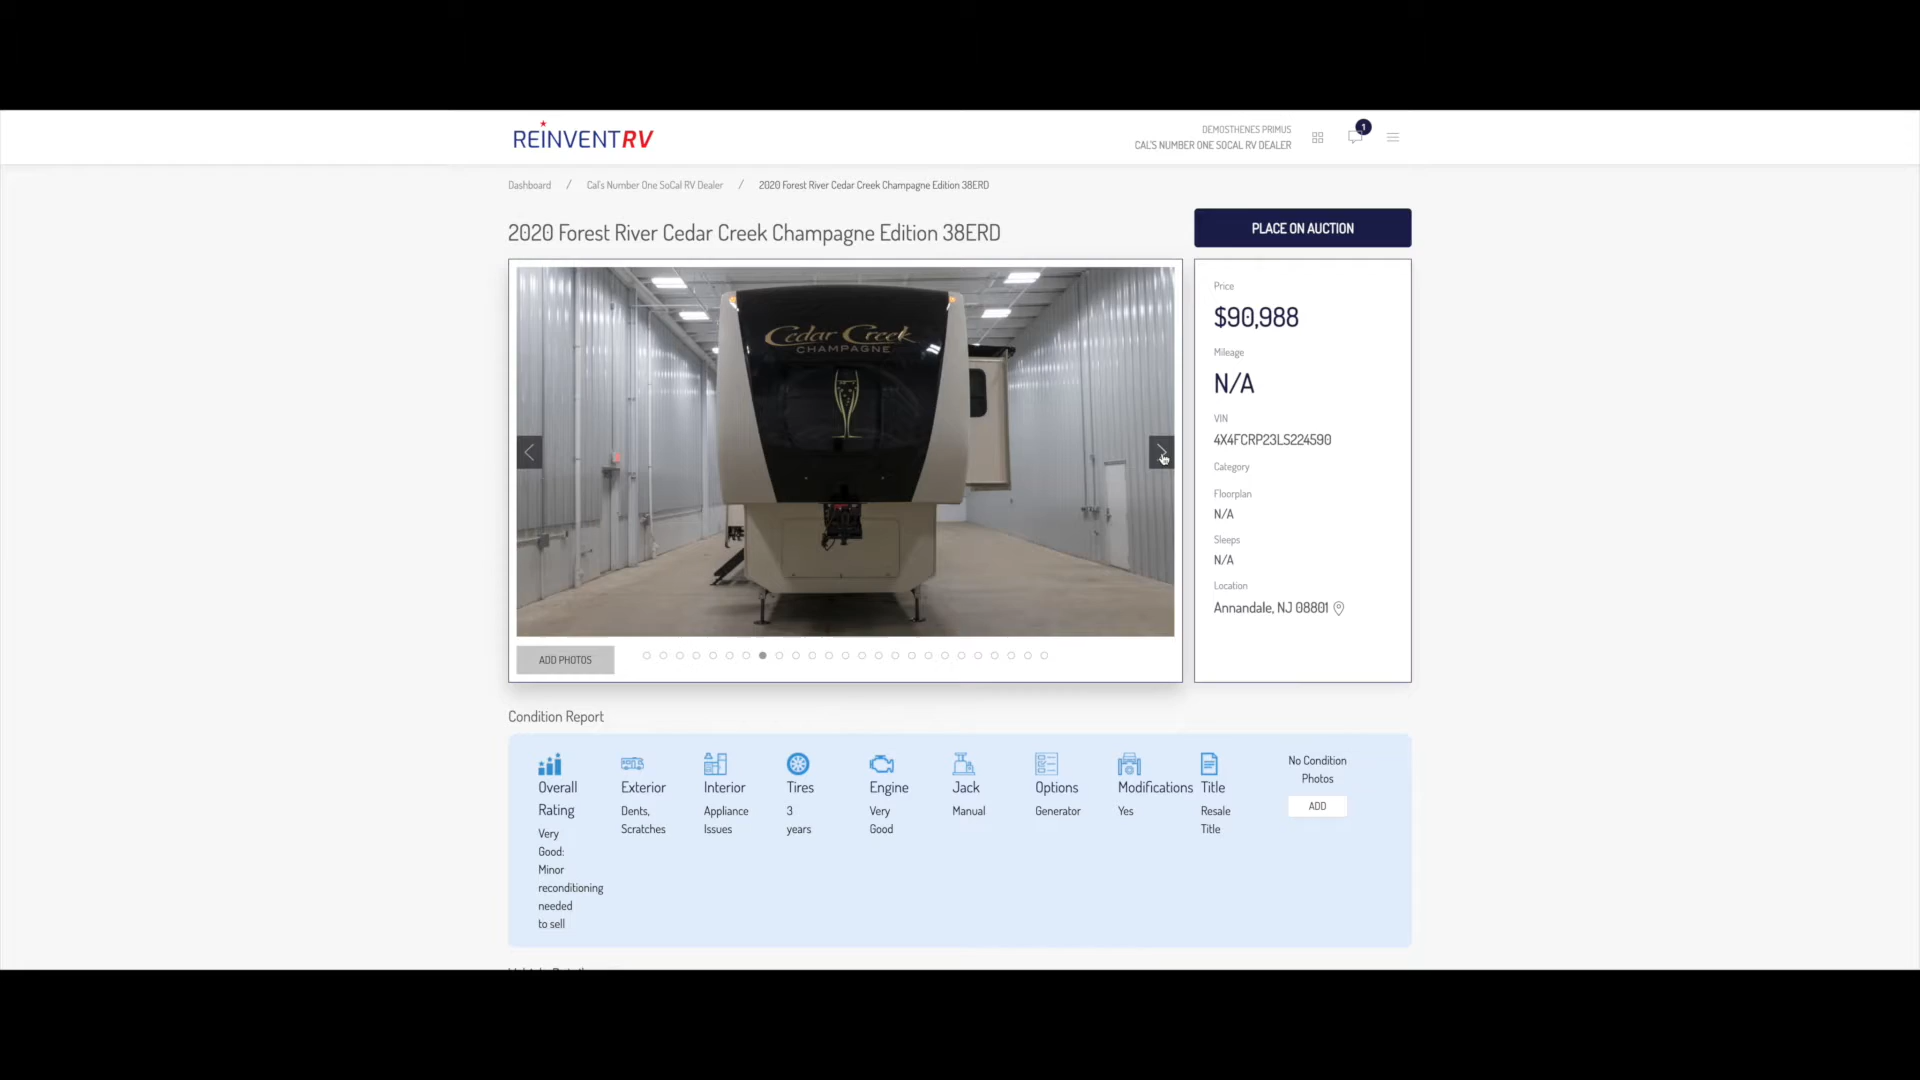 REINVENTRV
DEMOSTHENES PRIMUS
CAL'S NUMBER ONE SOCAL RV DEALER
1
Dashboard / Cal's Number One SoCal RV Dealer / 2020 Forest River Cedar Creek Champagne Edition 38ERD
2020 Forest River Cedar Creek Champagne Edition 38ERD
PLACE ON AUCTION
Cedar Creek
CHAMPAGNE
ADD PHOTOS
Price
$90,988
Mileage
N/A
VIN
4X4FCRP23LS224590
Category
Floorplan
N/A
Sleeps
N/A
Location
Annandale, NJ 08801
Condition Report
Overall
Rating
Very
Good:
Minor
reconditioning
needed
to sell
Exterior
Dents,
Scratches
Interior
Appliance
Issues
Tires
3
years
Engine
Very
Good
Jack
Manual
Options
Generator
Modifications
Yes
Title
Resale
Title
No Condition
Photos
ADD